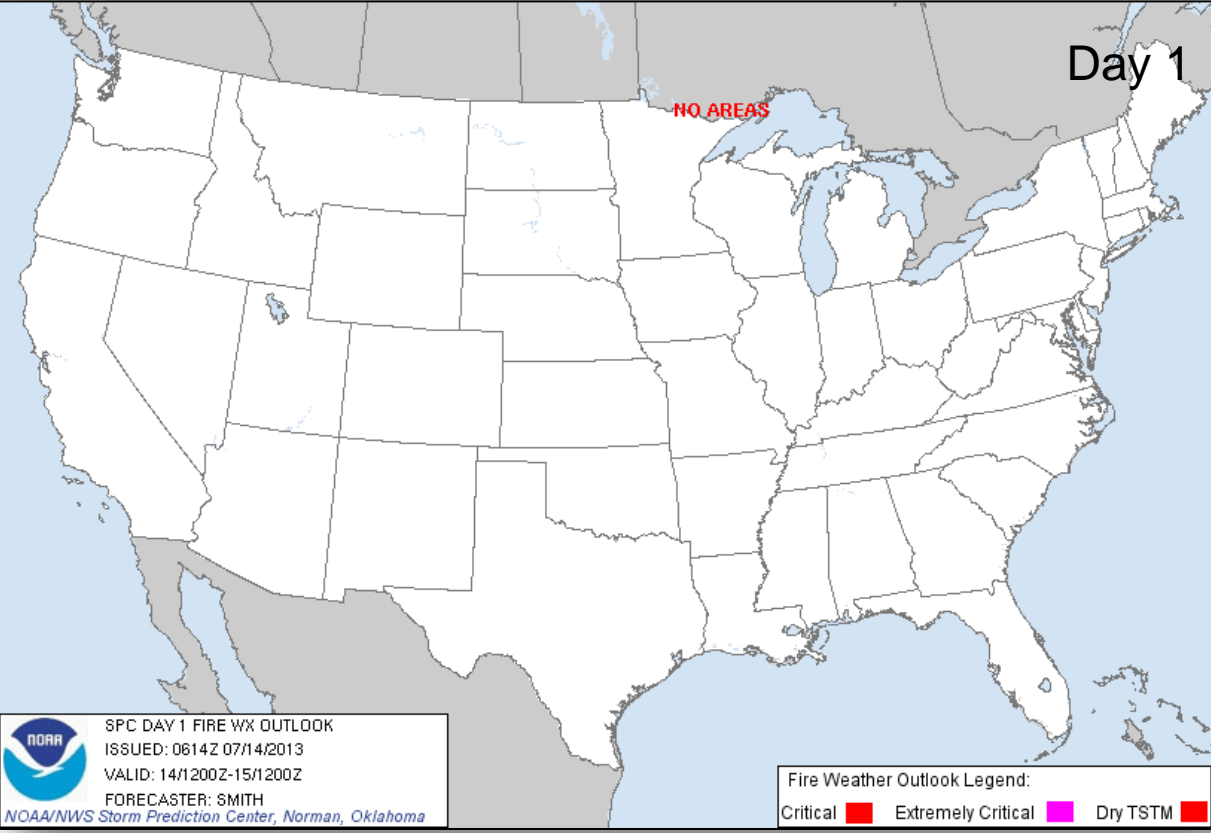 Day 1
NO AREAS
NOAA
SPC DAY 1 FIRE WX OUTLOOK
ISSUED: 0614Z 07/14/2013
VALID: 14/1200Z-15/1200Z
FORECASTER: SMITH
NOAA/NWS Storm Prediction Center, Norman, Oklahoma
Fire Weather Outlook Legend:
Critical Extremely Critical Dry TSTM